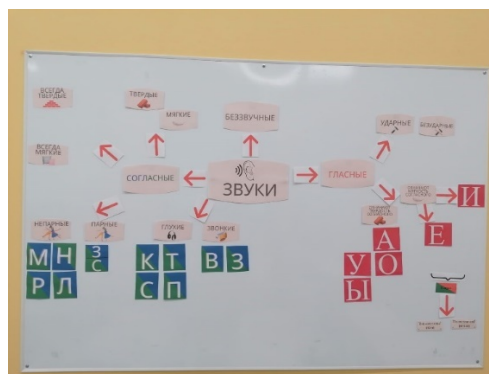 ВСЕГДА ТВЕРДЫЕ
ТВЕРДЫЕ
МЯГКИЕ
БЕЗЗВУЧНЫЕ
УДАРНЫЕ
БЕЗУДАРНЫЕ
ВСЕГДА МЯГКИЕ
СОГЛАСНЫЕ
ЗВУКИ
ГЛАСНЫЕ
И
НЕПАРНЫЕ
ПАРНЫЕ
ГЛУХИЕ
ЗВОНКИЕ
М Н
З
С
К Т
В З
А
Е
Р Л
С П
У О
Ы